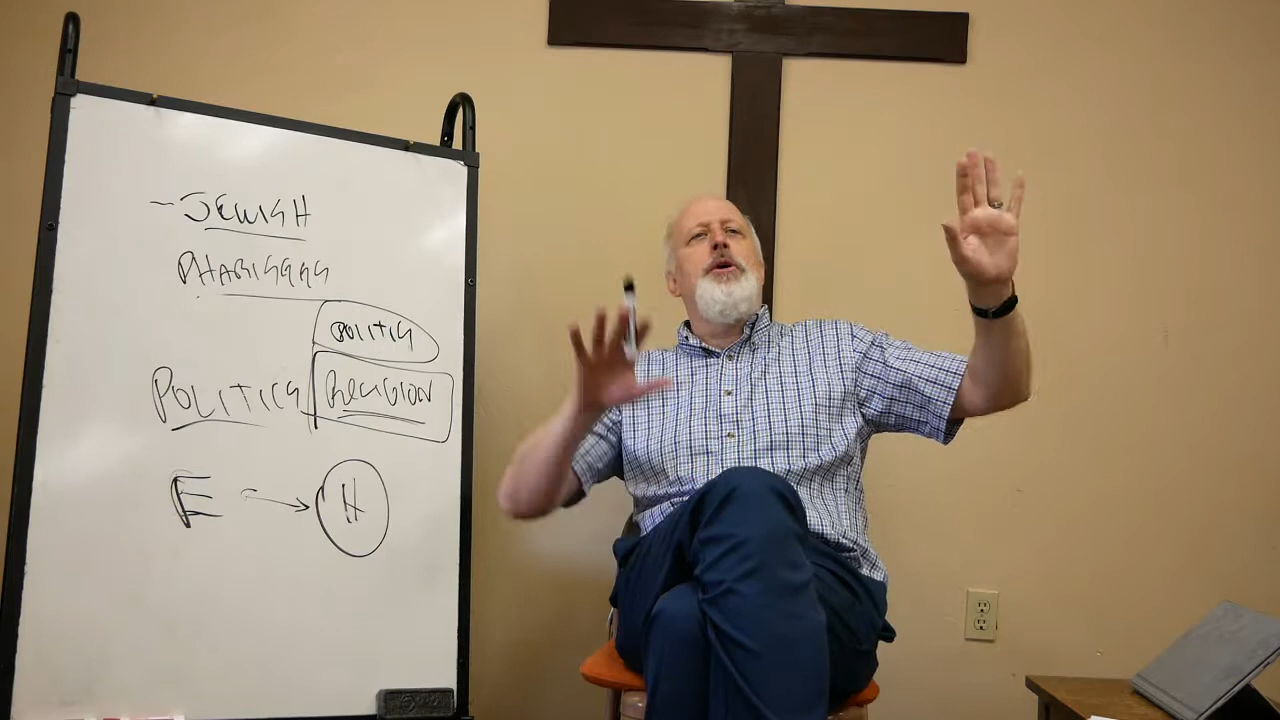 - JEWISH
PHARISEES
POLITICS
POLITICS / RELIGION
E → H